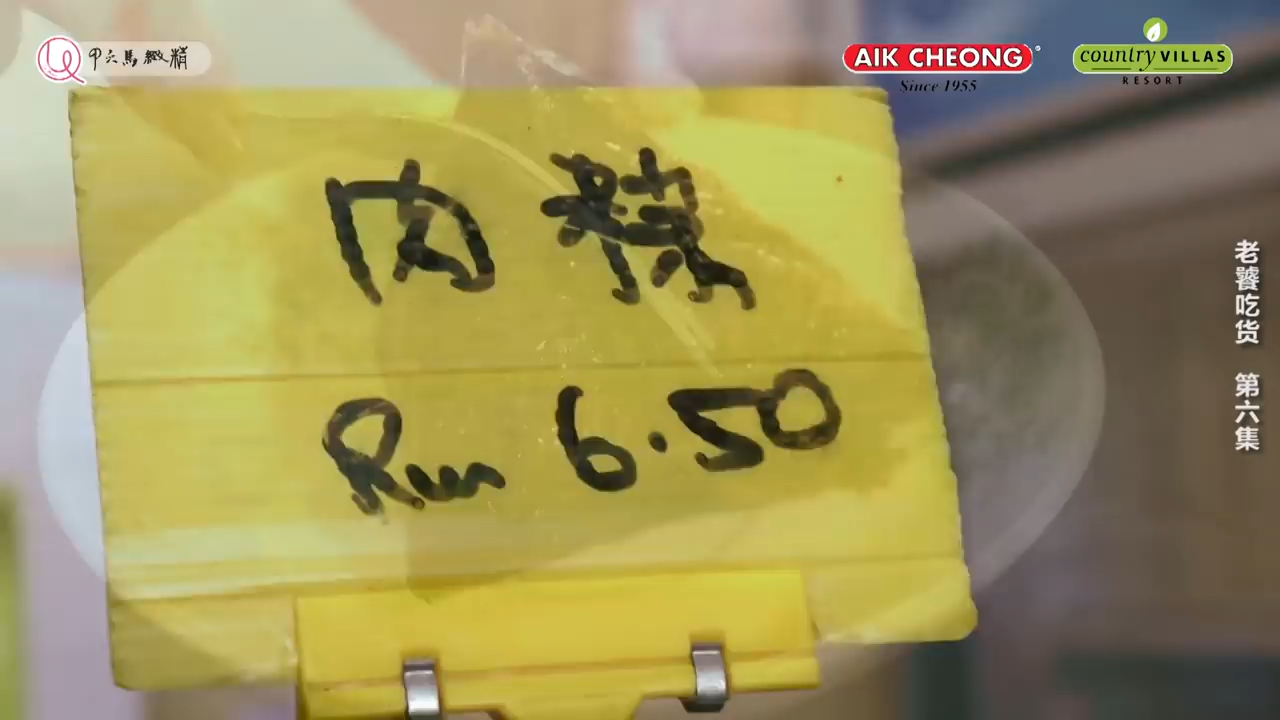 甲六馬緻精
AIK CHEONG
Since 1955
country VILLAS
RESORT
肉粽
Rm 6.50
老饕吃货 第六集